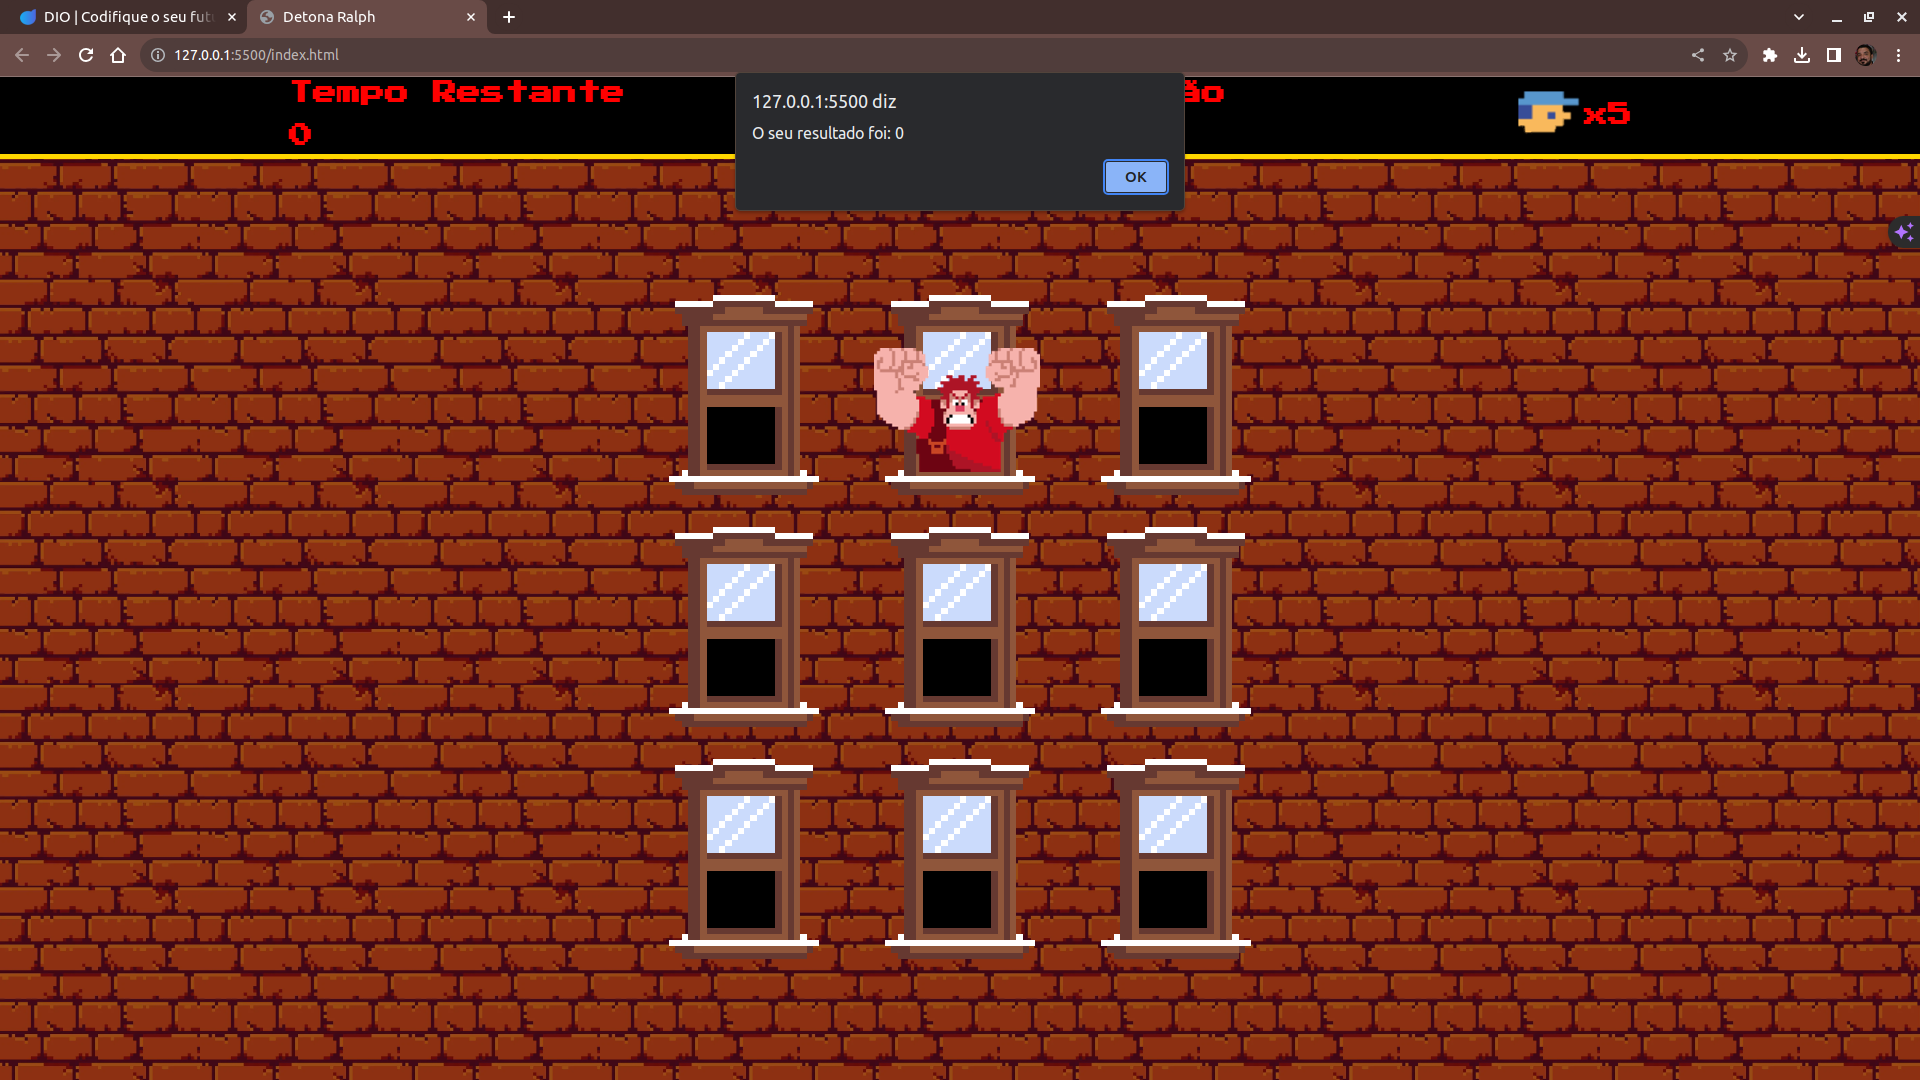 DIO | Codifique o seu fut
Detona Ralph
127.0.0.1:5500/index.html
Tempo Restante
0
ão
x5
127.0.0.1:5500 diz
O seu resultado foi: 0
OK